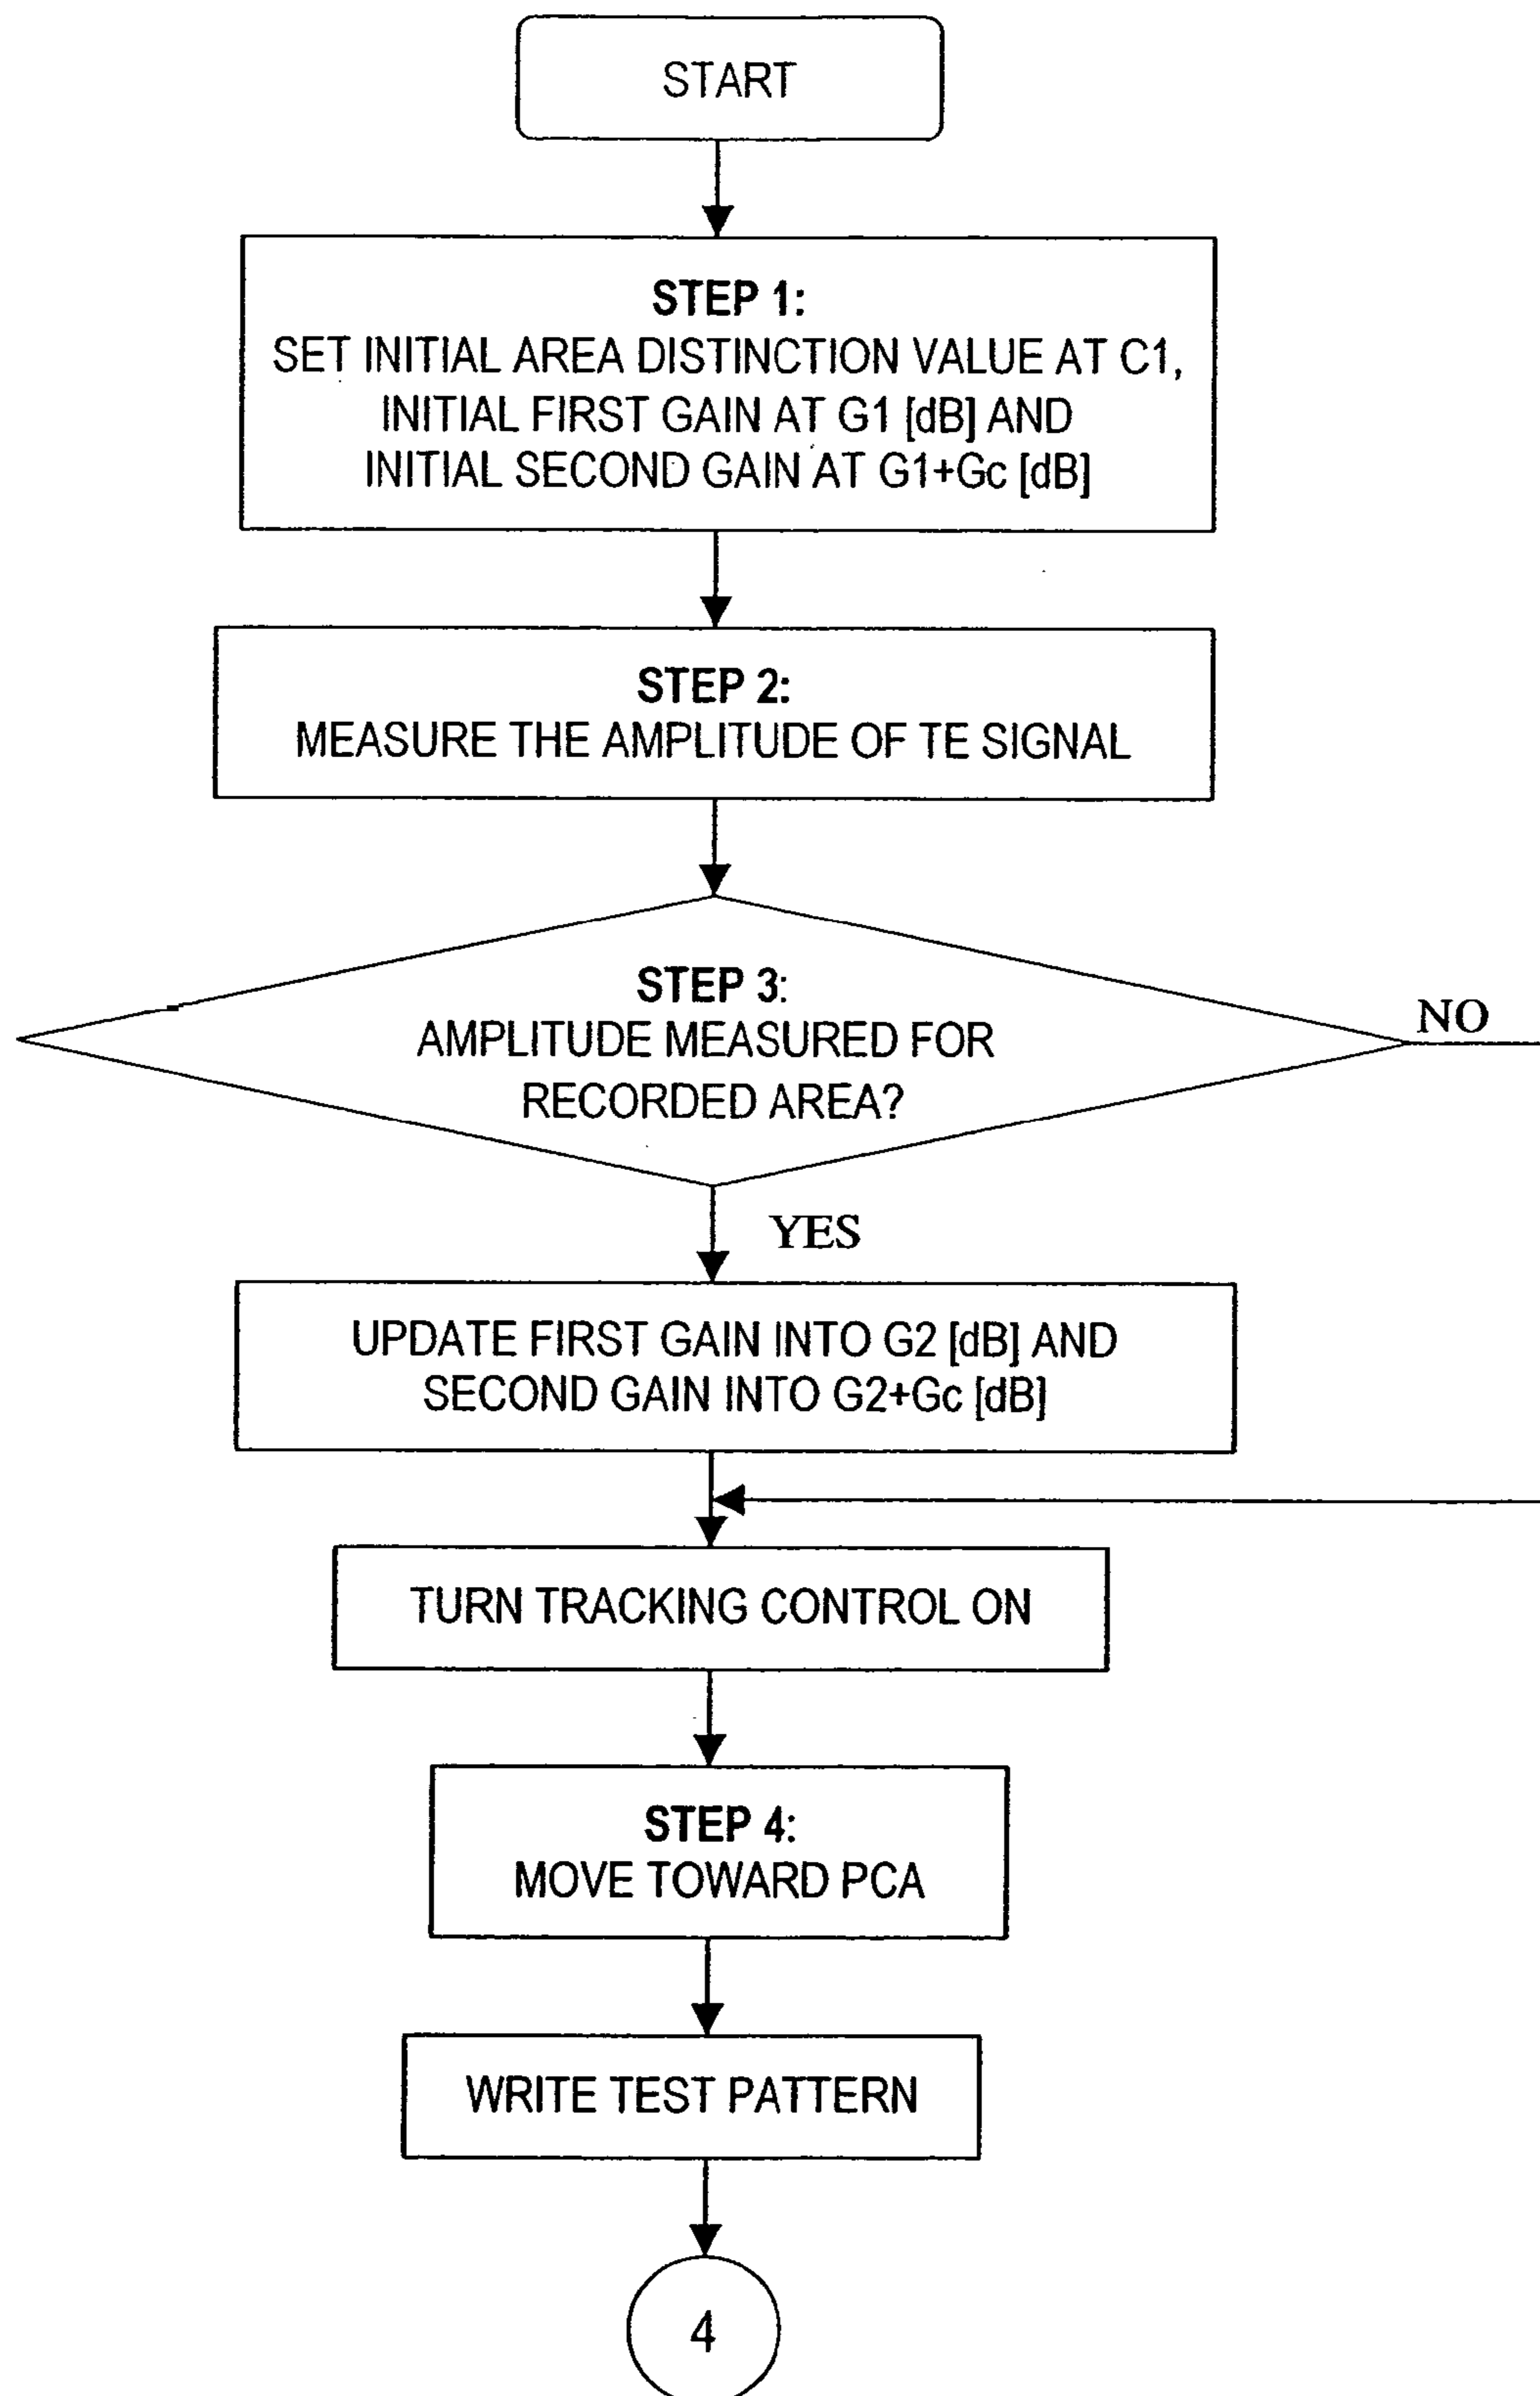 START
STEP 1:
SET INITIAL AREA DISTINCTION VALUE AT C1,
INITIAL FIRST GAIN AT G1 [dB] AND
INITIAL SECOND GAIN AT G1+Gc [dB]
STEP 2:
MEASURE THE AMPLITUDE OF TE SIGNAL
STEP 3:
AMPLITUDE MEASURED FOR
RECORDED AREA?
NO
YES
UPDATE FIRST GAIN INTO G2 [dB] AND
SECOND GAIN INTO G2+Gc [dB]
TURN TRACKING CONTROL ON
STEP 4:
MOVE TOWARD PCA
WRITE TEST PATTERN
4